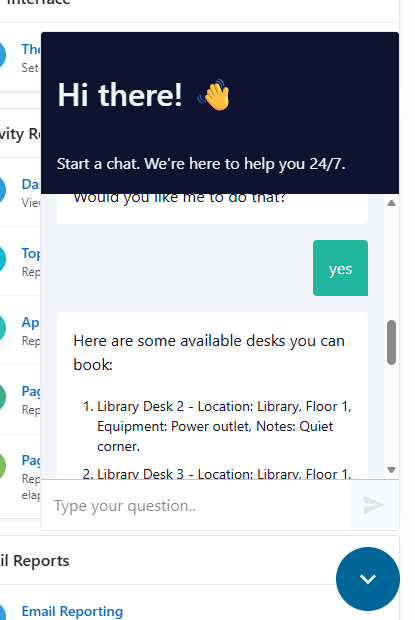 Interface
The
Set
Hi there! 👋
Start a chat. We're here to help you 24/7.
vity Re
Das
View
Would you like me to do that?
Top
Rep
yes
Ap
Rep
Here are some available desks you can
book:
Pag
Rep
1. Library Desk 2 - Location: Library, Floor 1,
Equipment: Power outlet, Notes: Quiet
corner.
Pag
Rep
elap
2. Library Desk 3 - Location: Library, Floor 1,
Type your question..
il Reports
Email Reporting